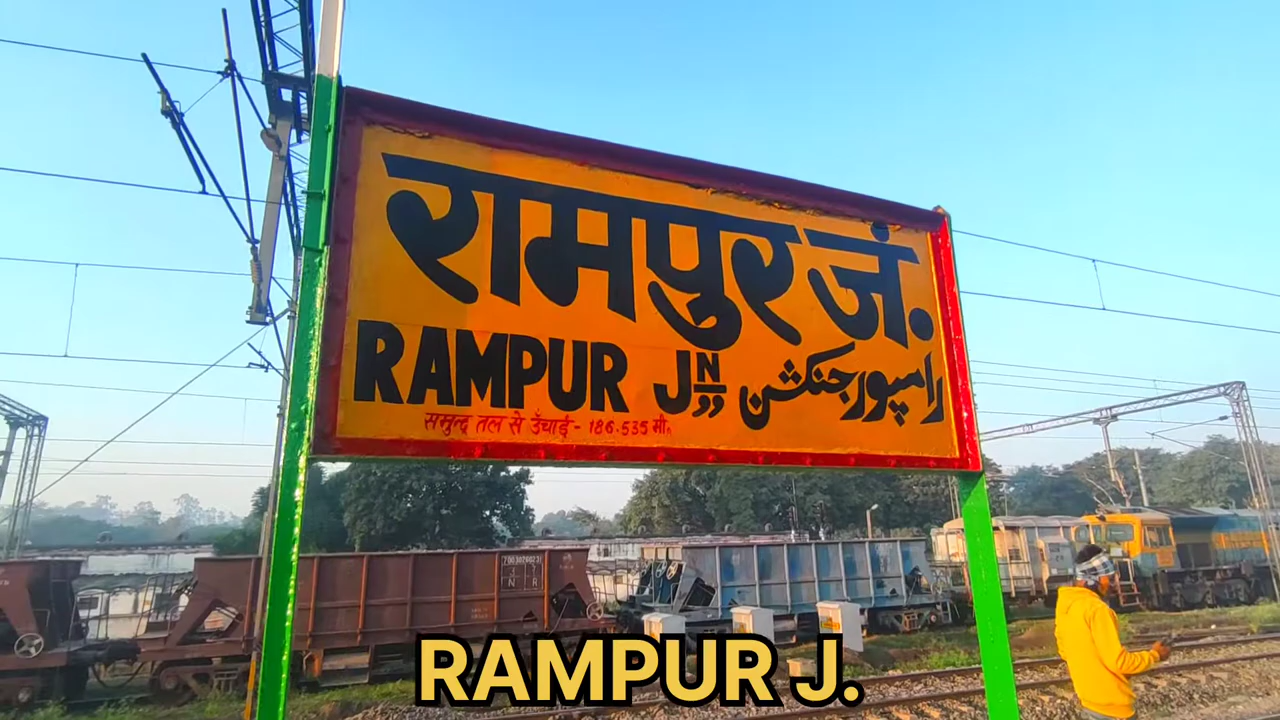 रामपुर जं.
RAMPUR JN رامپور جنکشن
समुन्द्र तल से ऊँचाई - 186.535 मी.
RAMPUR J.